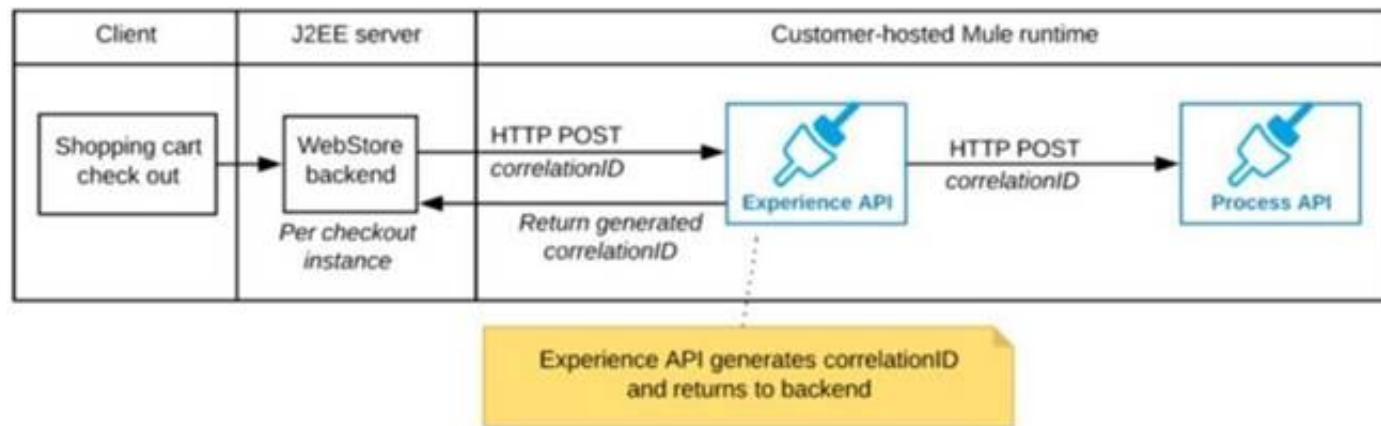 Client
J2EE server
Customer-hosted Mule runtime
Shopping cart
check out
WebStore
backend
Per checkout
instance
HTTP POST
correlationID
Return generated
correlationID
Experience API
HTTP POST
correlationID
Process API
Experience API generates correlationID
and returns to backend